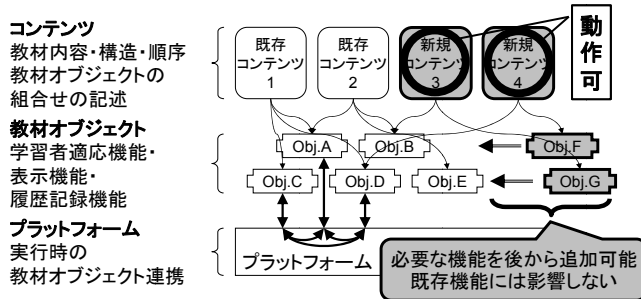 コンテンツ
教材内容・構造・順序
教材オブジェクトの
組合せの記述
既存
コンテンツ
1
既存
コンテンツ
2
新規
コンテンツ
3
新規
コンテンツ
4
動作可
教材オブジェクト
学習者適応機能・
表示機能・
履歴記録機能
Obj.A
Obj.B
Obj.F
Obj.C
Obj.D
Obj.E
Obj.G
プラットフォーム
実行時の
教材オブジェクト連携
プラットフォーム
必要な機能を後から追加可能
既存機能には影響しない